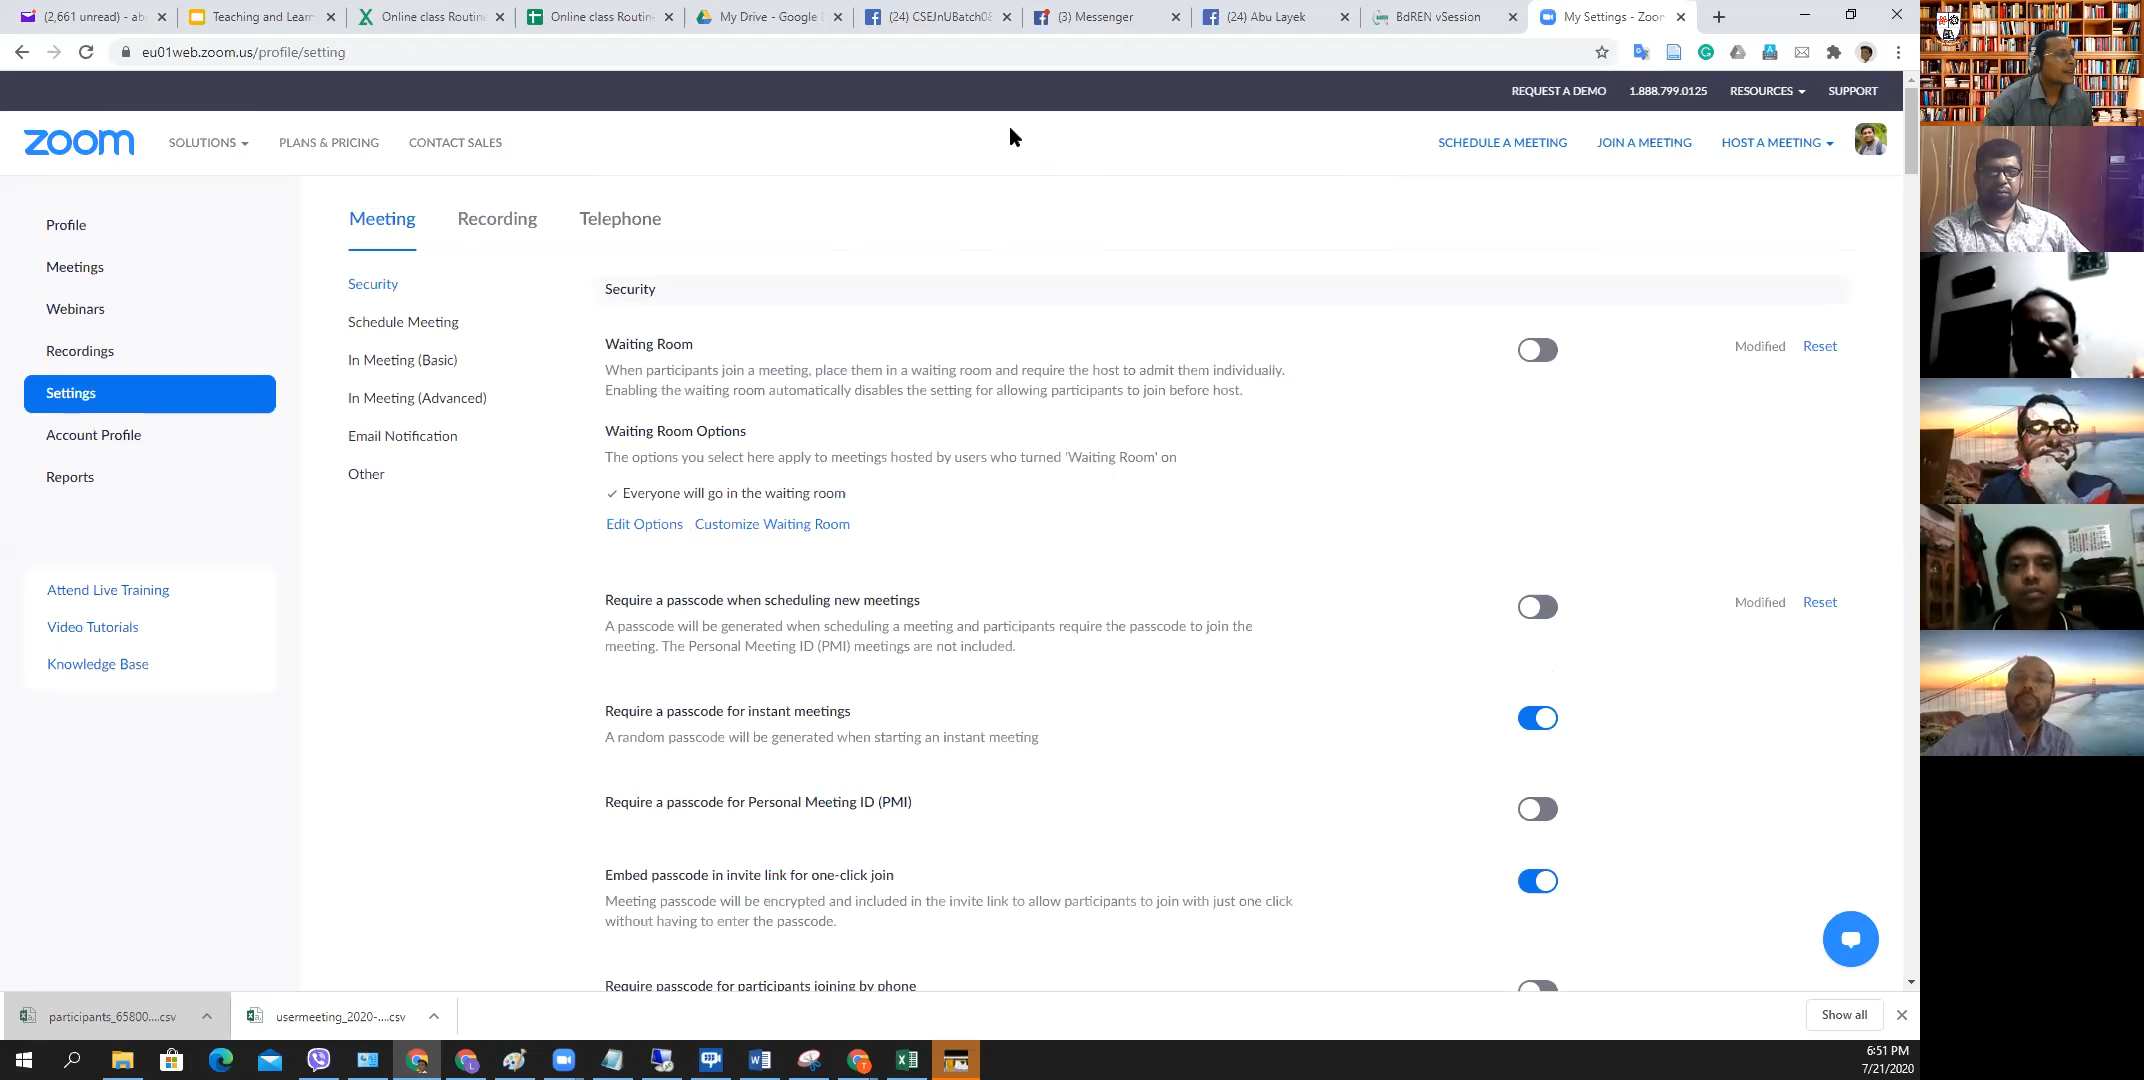 (2,661 unread) - ab
Teaching and Learn
Online class Routine
Online class Routin
My Drive - Google D
(24) CSEJnUBatch08
(3) Messenger
(24) Abu Layek
BdREN vSession
My Settings - Zoom
eu01web.zoom.us/profile/setting
REQUEST A DEMO
1.888.799.0125
RESOURCES
SUPPORT
zoom
SOLUTIONS
PLANS & PRICING
CONTACT SALES
SCHEDULE A MEETING
JOIN A MEETING
HOST A MEETING
Profile
Meetings
Webinars
Recordings
Settings
Account Profile
Reports
Attend Live Training
Video Tutorials
Knowledge Base
Meeting
Recording
Telephone
Security
Schedule Meeting
In Meeting (Basic)
In Meeting (Advanced)
Email Notification
Other
Security
Waiting Room
Modified
Reset
When participants join a meeting, place them in a waiting room and require the host to admit them individually.
Enabling the waiting room automatically disables the setting for allowing participants to join before host.
Waiting Room Options
The options you select here apply to meetings hosted by users who turned 'Waiting Room' on
Everyone will go in the waiting room
Edit Options
Customize Waiting Room
Require a passcode when scheduling new meetings
Modified
Reset
A passcode will be generated when scheduling a meeting and participants require the passcode to join the
meeting. The Personal Meeting ID (PMI) meetings are not included.
Require a passcode for instant meetings
A random passcode will be generated when starting an instant meeting
Require a passcode for Personal Meeting ID (PMI)
Embed passcode in invite link for one-click join
Meeting passcode will be encrypted and included in the invite link to allow participants to join with just one click
without having to enter the passcode.
Require passcode for participants joining by phone
participants_65800....csv
usermeeting_2020-....csv
Show all
6:51 PM
7/21/2020